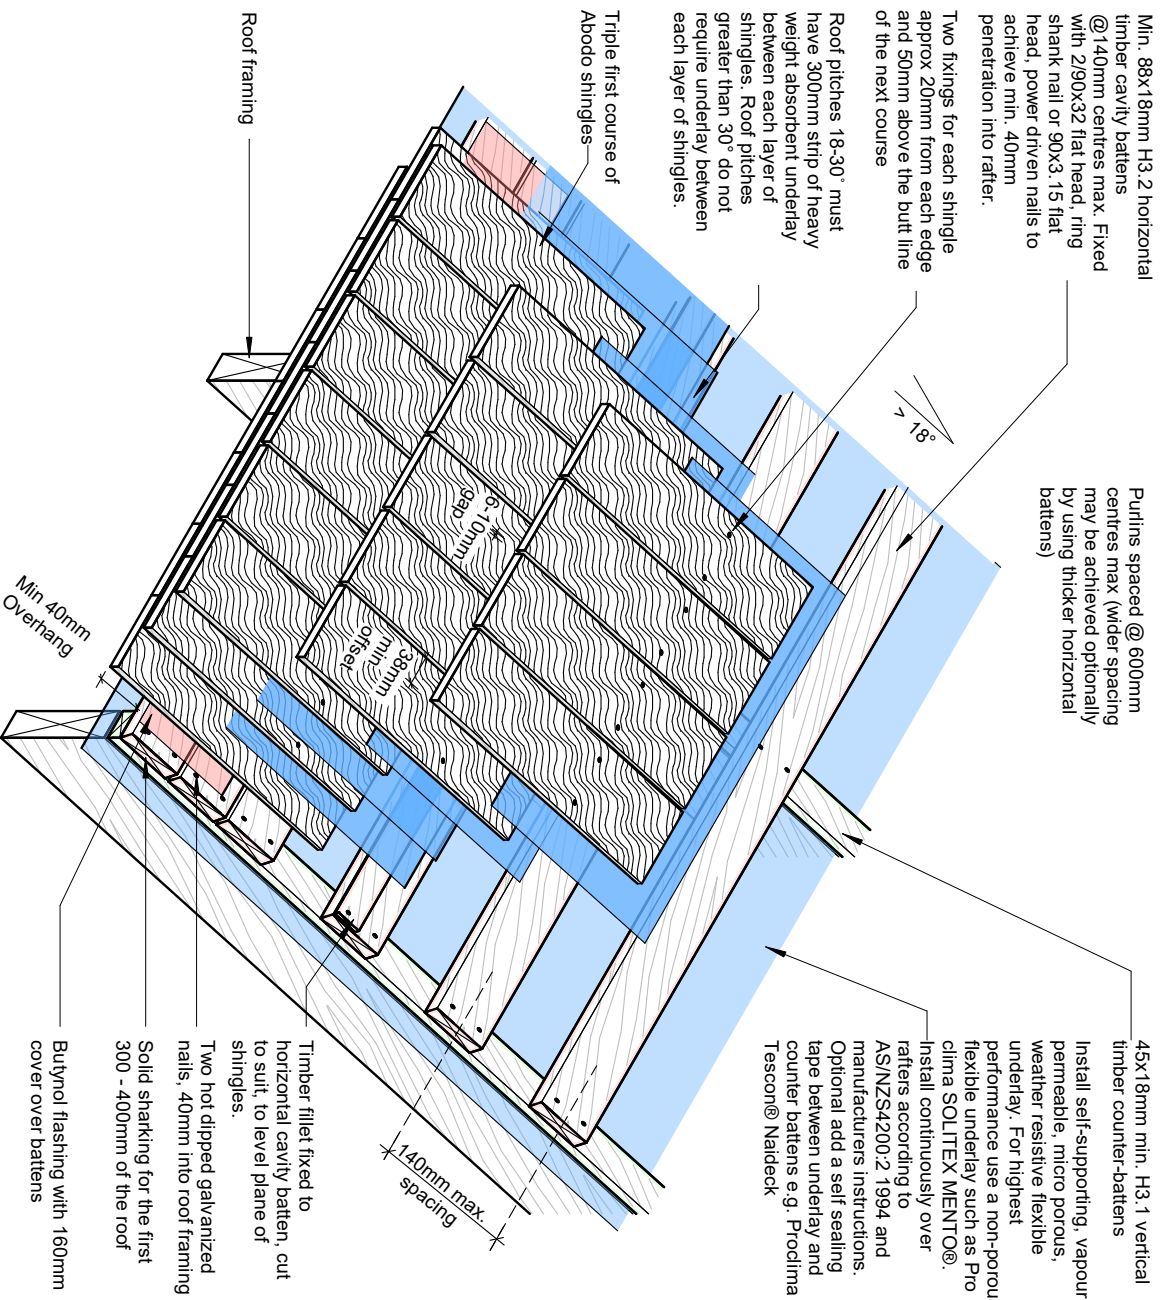 Min. 88x18mm H3.2 horizontal
timber cavity battens
@140mm centres max. Fixed
with 2/90x32 flat head, ring
shank nail or 90x3.15 flat
head, power driven nails to
achieve min. 40mm
penetration into rafter.
Two fixings for each shingle
approx 20mm from each edge
and 50mm above the butt line
of the next course
Roof pitches 18-30° must
have 300mm strip of heavy
weight absorbent underlay
between each layer of
shingles. Roof pitches
greater than 30° do not
require underlay between
each layer of shingles.
Triple first course of
Abodo shingles
Roof framing
> 18°
Purlins spaced @ 600mm
centres max (wider spacing
may be achieved optionally
by using thicker horizontal
battens)
6-10mm
gap
38mm
min.
offset
Min 40mm
Overhang
45x18mm min. H3.1 vertical
timber counter-battens
Install self-supporting, vapour
permeable, micro porous,
weather resistive flexible
underlay. For highest
performance use a non-porou
flexible underlay such as Pro
clima SOLITEX MENTO®.
Install continuously over
rafters according to
AS/NZS4200:2 1994 and
manufacturers instructions.
Optional add a self sealing
tape between underlay and
counter battens e.g. Proclima
Tescon® Naideck
140mm max.
spacing
Timber fillet fixed to
horizontal cavity batten, cut
to suit, to level plane of
shingles.
Two hot dipped galvanized
nails, 40mm into roof framing
Solid sharking for the first
300 - 400mm of the roof
Butynol flashing with 160mm
cover over battens